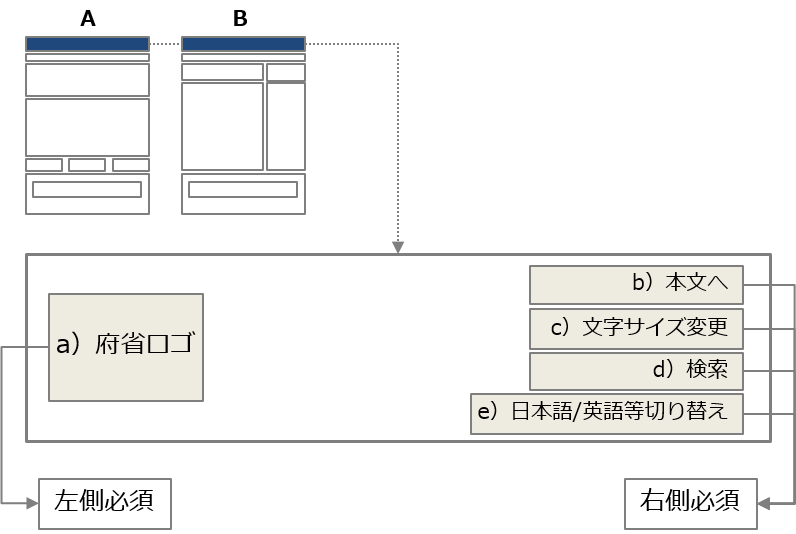 A
B
a）府省ロゴ
b）本文へ
c）文字サイズ変更
d）検索
e）日本語/英語等切り替え
左側必須
右側必須